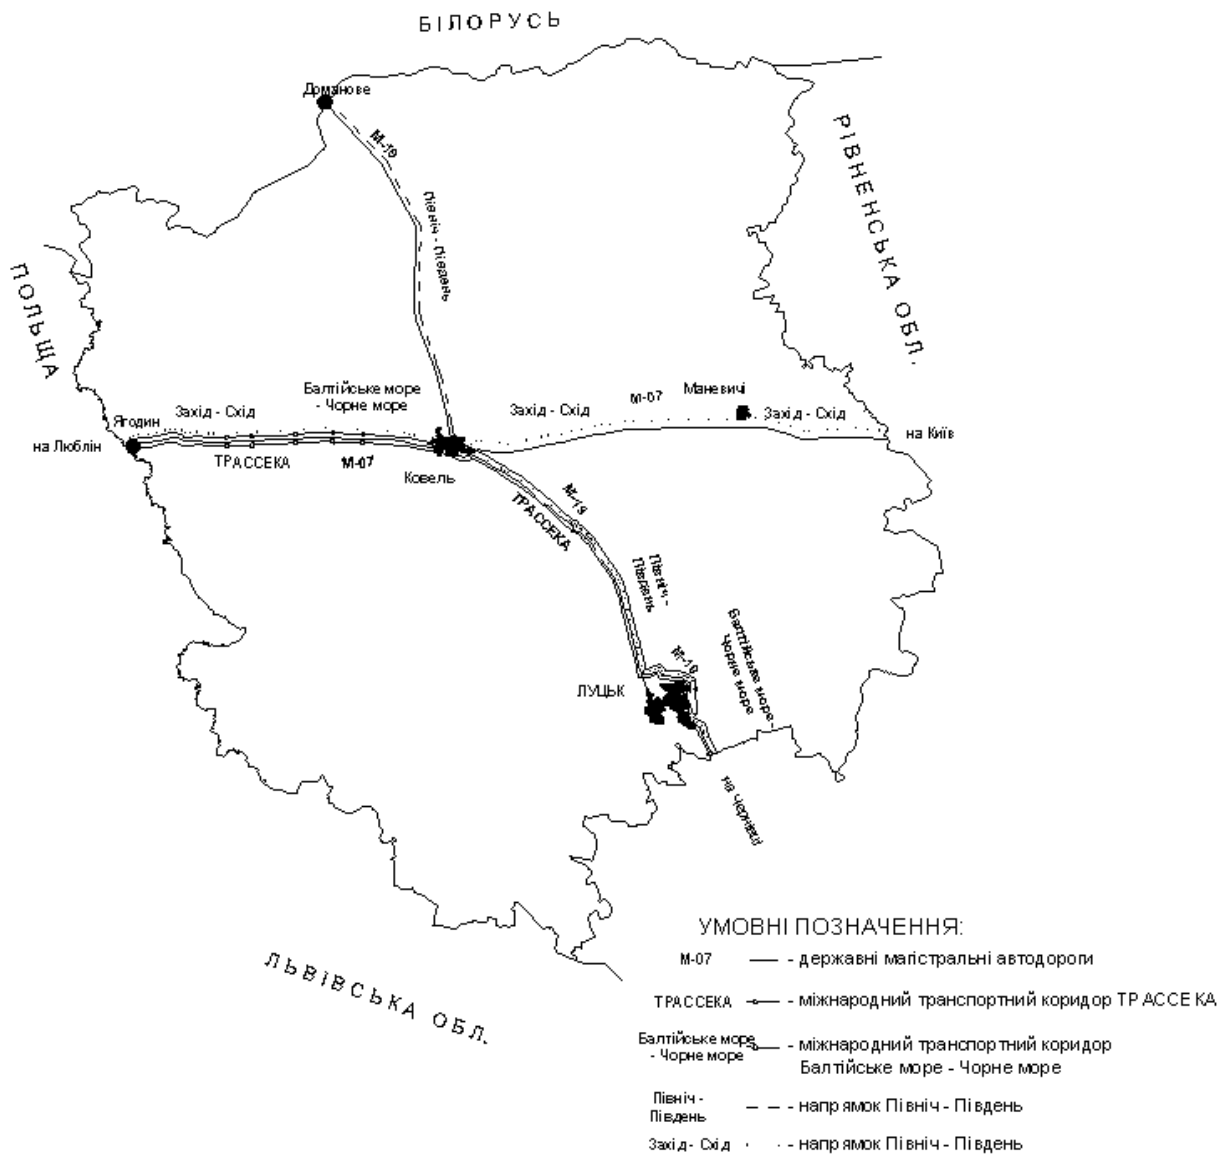 БІЛОРУСЬ
Доманове
М-19
Північ - Південь
РІВНЕНСЬКА ОБЛ.
ПОЛЬЩА
Балтійське море
- Чорне море
Захід - Схід
Ягодин
на Люблін
ТРАССЕКА
М-07
Ковель
Захід - Схід
М-07
Маневичі
Захід - Схід
на Київ
М-19
ТРАССЕКА
Північ -
Південь
М-19
Балтійське море -
Чорне море
ЛУЦЬК
на Чернівці
ЛЬВІВСЬКА ОБЛ.
УМОВНІ ПОЗНАЧЕННЯ:
М-07 - державні магістральні автодороги
ТРАССЕКА - міжнародний транспортний коридор ТРАССЕКА
Балтійське море
- Чорне море
- міжнародний транспортний коридор
Балтійське море - Чорне море
Північ -
Південь
- напрямок Північ - Південь
Захід - Схід - напрямок Північ - Південь